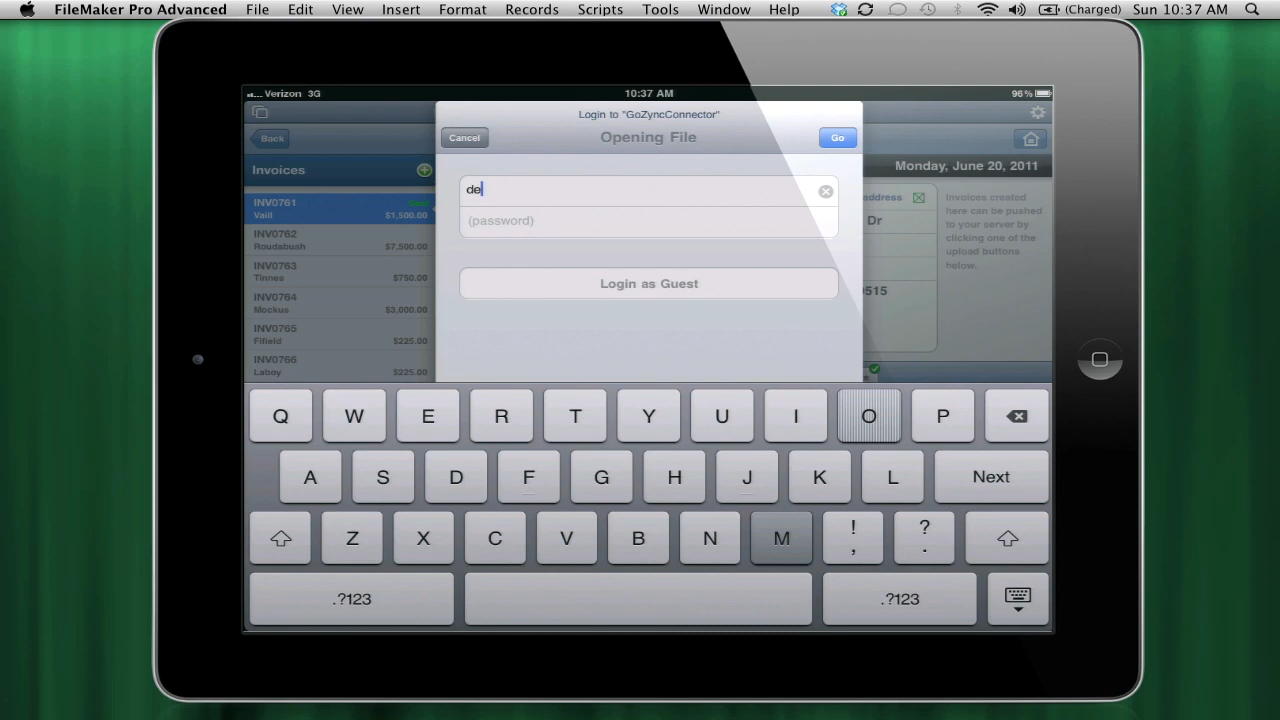 FileMaker Pro Advanced File Edit View Insert Format Records Scripts Tools Window Help (Charged) Sun 10:37 AM
Verizon 3G 10:37 AM 96%
Login to "GoZyncConnector"
Back Cancel Opening File Go
Invoices Monday, June 20, 2011
de
(password)
Login as Guest
INV0761
Vaill $1,500.00
INV0762
Roudabush $7,500.00
INV0763
Tinnes $750.00
INV0764
Mockus $3,000.00
INV0765
Fifield $225.00
INV0766
Laboy $225.00
address
Dr
0515
Invoices created
here can be pushed
to your server by
clicking one of the
upload buttons
below.
Q W E R T Y U I O P
A S D F G H J K L Next
Z X C V B N M ! , ? .
.?123 .?123